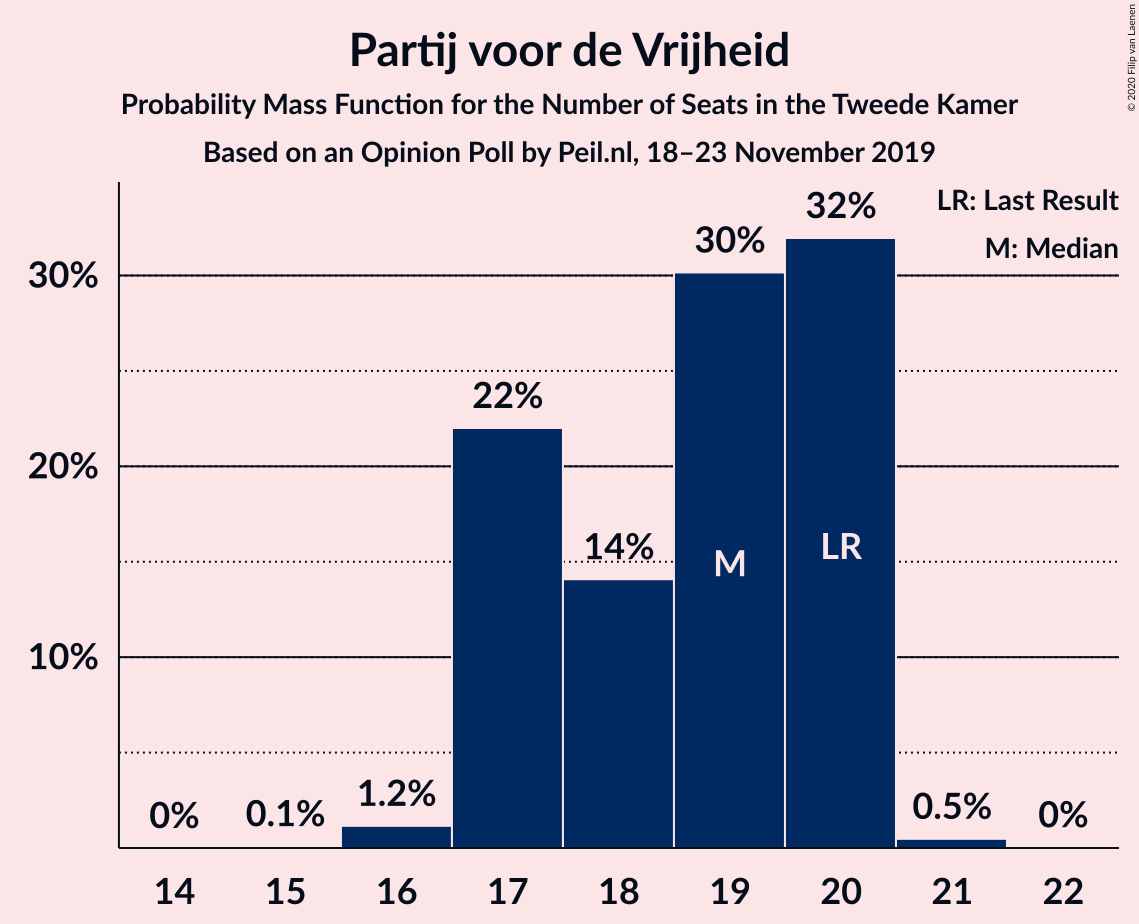 Partij voor de Vrijheid
Probability Mass Function for the Number of Seats in the Tweede Kamer
Based on an Opinion Poll by Peil.nl, 18–23 November 2019
© 2020 Filip van Laenen
LR: Last Result
M: Median
30%
20%
10%
0%
0.1%
1.2%
22%
14%
30%
32%
0.5%
0%
M
LR
14
15
16
17
18
19
20
21
22